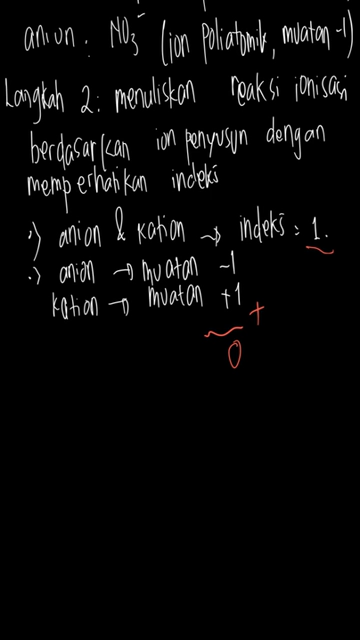 anion : NO₃⁻ (ion poliatomik, muatan -1)
Langkah 2 : menuliskan reaksi ionisasi
berdasarkan ion penyusun dengan
memperhatikan indeks
∴) anion & kation → indeks = 1.
∴) anion → muatan -1
kation → muatan +1
+
0